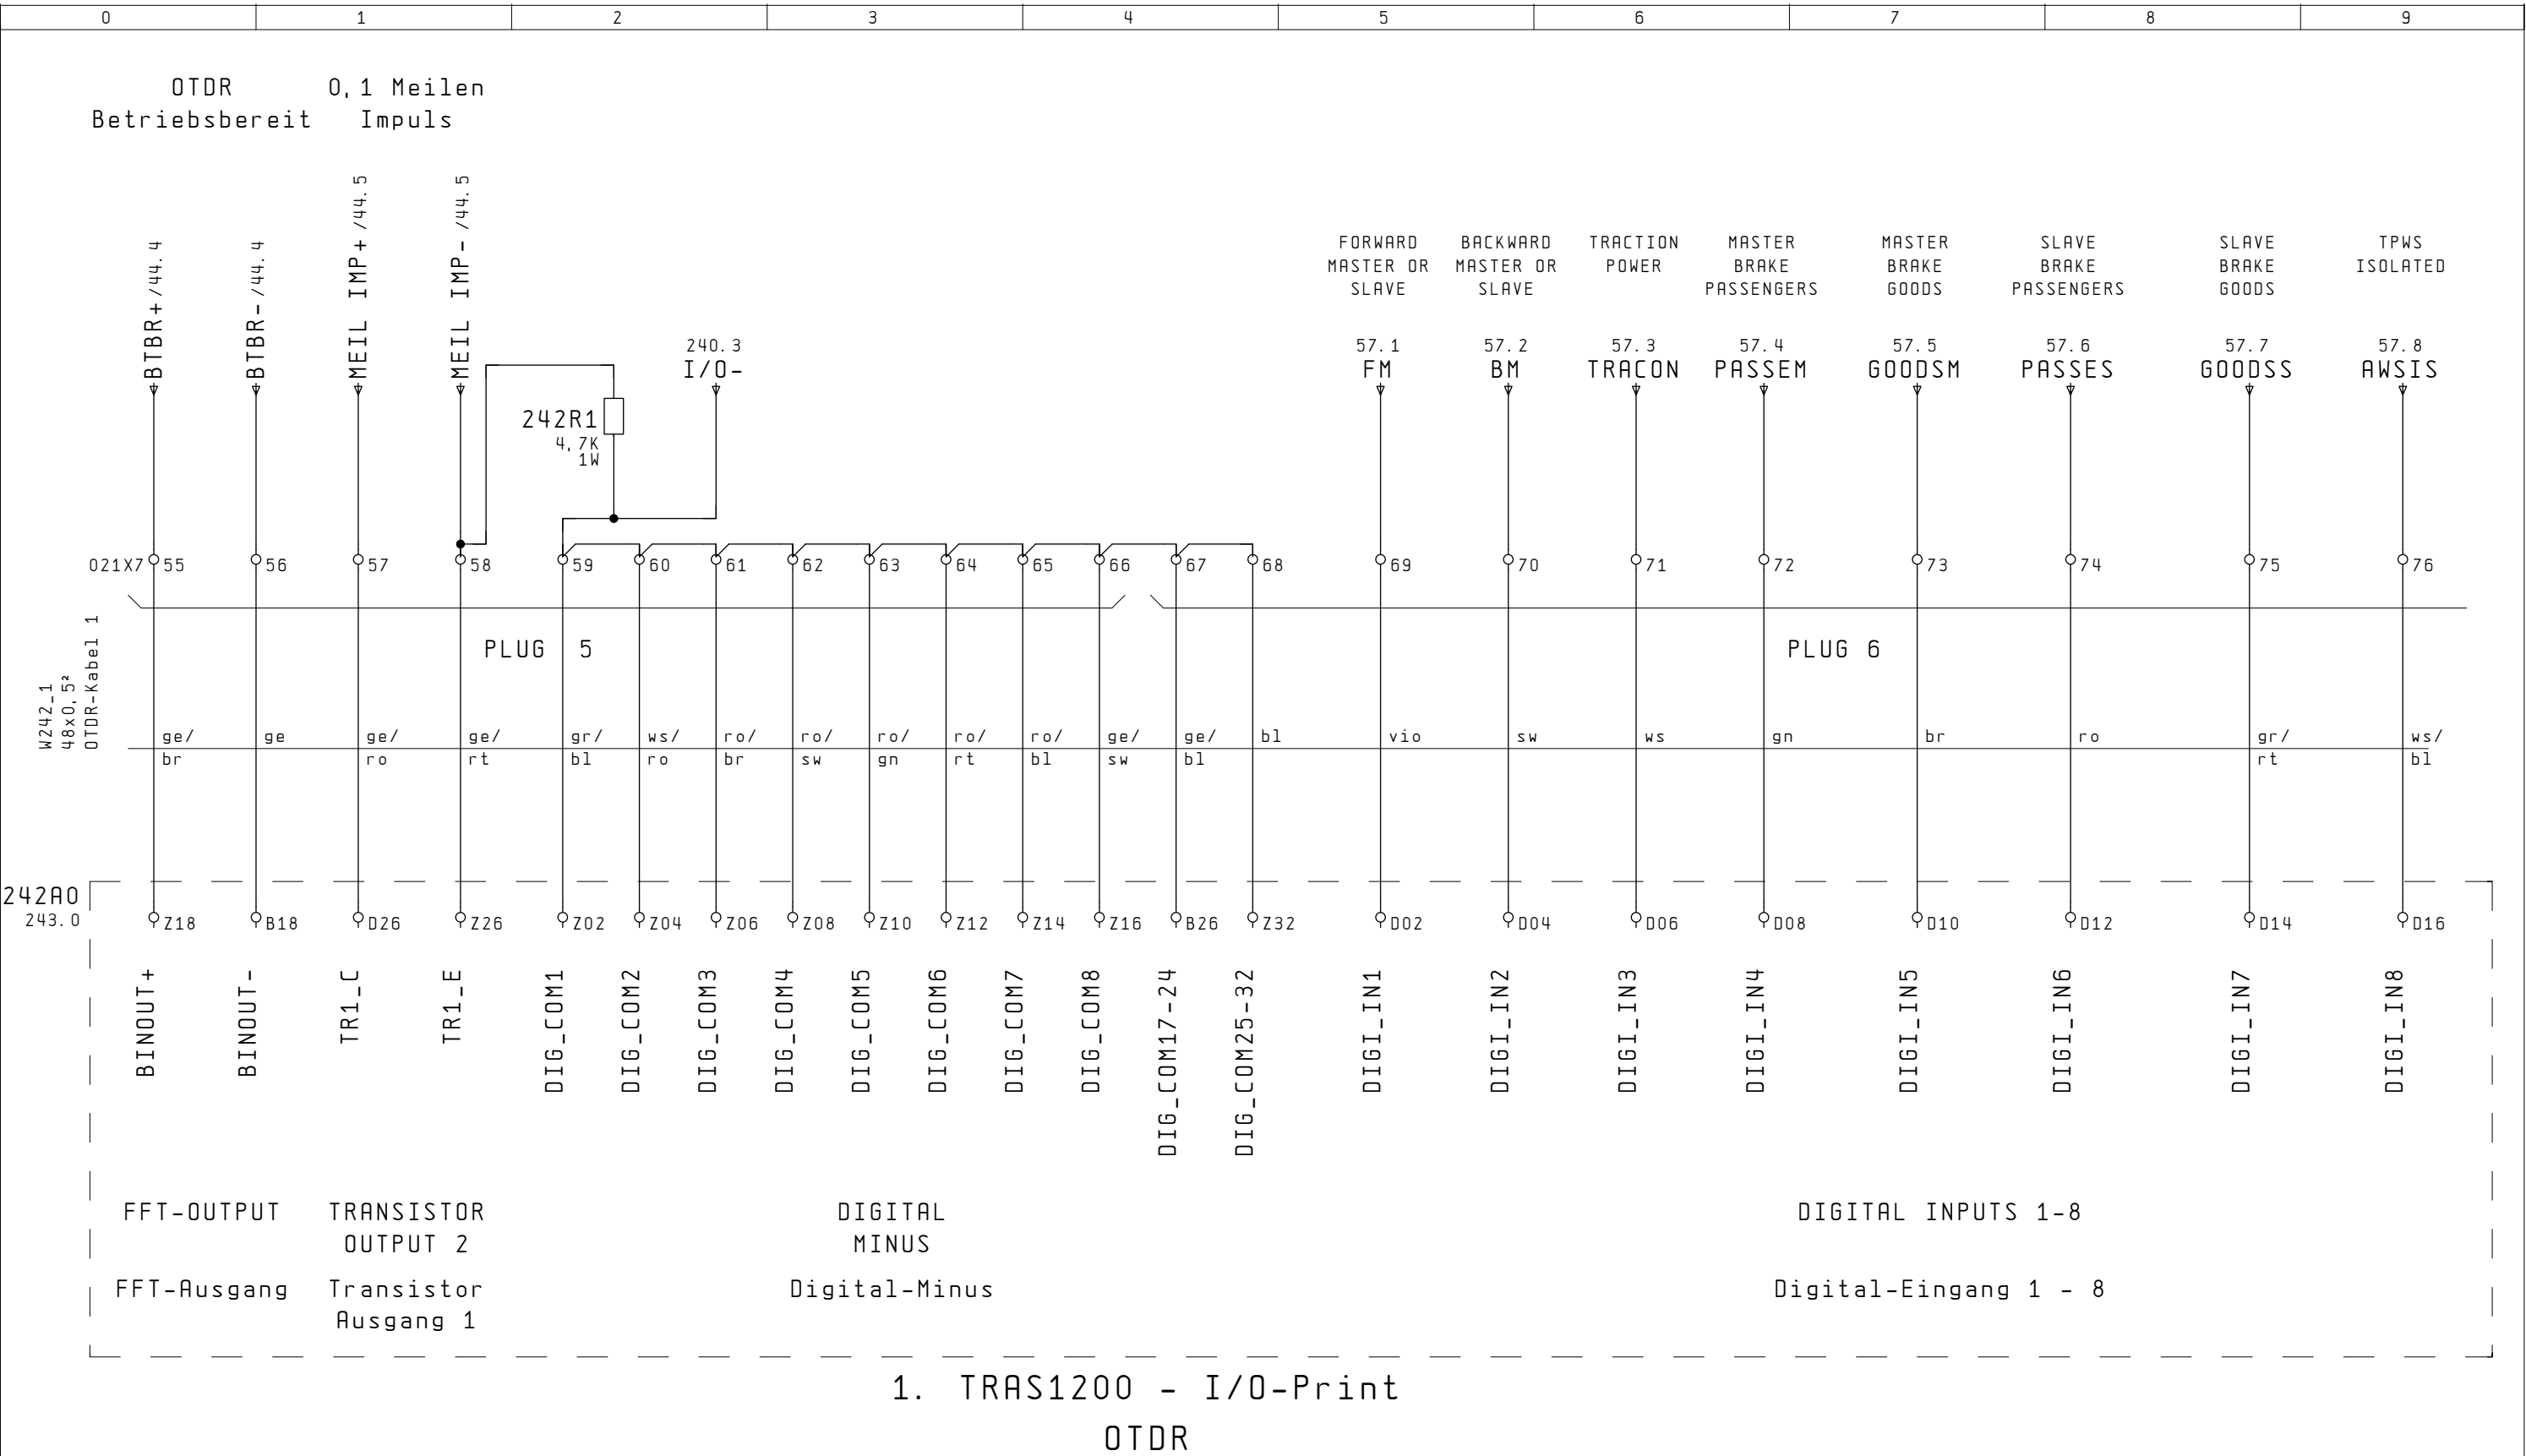 0 1 2 3 4 5 6 7 8 9
OTDR
Betriebsbereit
0,1 Meilen
Impuls
BTBR+ /44.4
BTBR- /44.4
MEIL IMP+ /44.5
MEIL IMP- /44.5
242R1
4,7K
1W
240.3
I/O-
FORWARD
MASTER OR
SLAVE
57.1
FM
BACKWARD
MASTER OR
SLAVE
57.2
BM
TRACTION
POWER
57.3
TRACON
MASTER
BRAKE
PASSENGERS
57.4
PASSEM
MASTER
BRAKE
GOODS
57.5
GOODSM
SLAVE
BRAKE
PASSENGERS
57.6
PASSES
SLAVE
BRAKE
GOODS
57.7
GOODSS
TPWS
ISOLATED
57.8
AWSIS
021X7 55 56 57 58 59 60 61 62 63 64 65 66 67 68 69 70 71 72 73 74 75 76
PLUG 5
PLUG 6
W242_1
48x0,5²
OTDR-Kabel 1
ge/ ge ge/ ge/ gr/ ws/ ro/ ro/ ro/ ro/ ro/ ge/ ge/ bl vio sw ws gn br ro gr/ ws/
br ro rt bl ro br sw gn rt bl sw bl rt bl
242A0
243.0
Z18 B18 D26 Z26 Z02 Z04 Z06 Z08 Z10 Z12 Z14 Z16 B26 Z32 D02 D04 D06 D08 D10 D12 D14 D16
BINOUT+
BINOUT-
TR1_C
TR1_E
DIG_COM1
DIG_COM2
DIG_COM3
DIG_COM4
DIG_COM5
DIG_COM6
DIG_COM7
DIG_COM8
DIG_COM17-24
DIG_COM25-32
DIGI_IN1
DIGI_IN2
DIGI_IN3
DIGI_IN4
DIGI_IN5
DIGI_IN6
DIGI_IN7
DIGI_IN8
FFT-OUTPUT
FFT-Ausgang
TRANSISTOR
OUTPUT 2
Transistor
Ausgang 1
DIGITAL
MINUS
Digital-Minus
DIGITAL INPUTS 1-8
Digital-Eingang 1 - 8
1. TRAS1200 - I/O-Print
OTDR